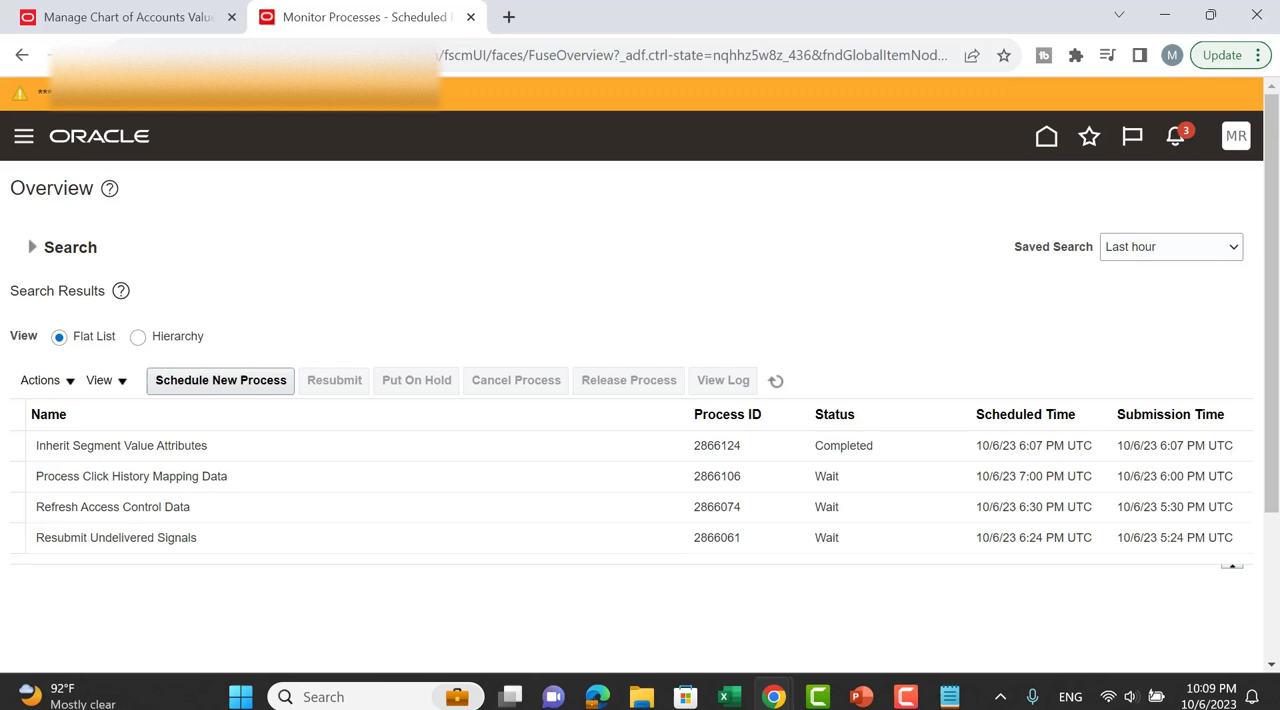 Manage Chart of Accounts Valu
Monitor Processes - Scheduled
/fscmUI/faces/FuseOverview?_adf.ctrl-state=nqhhz5w8z_436&fndGlobalItemNod...
M
Update
***
ORACLE
3
MR
Overview ?
Search
Saved Search Last hour
Search Results ?
View Flat List Hierarchy
Actions View Schedule New Process Resubmit Put On Hold Cancel Process Release Process View Log
Name Process ID Status Scheduled Time Submission Time
Inherit Segment Value Attributes 2866124 Completed 10/6/23 6:07 PM UTC 10/6/23 6:07 PM UTC
Process Click History Mapping Data 2866106 Wait 10/6/23 7:00 PM UTC 10/6/23 6:00 PM UTC
Refresh Access Control Data 2866074 Wait 10/6/23 6:30 PM UTC 10/6/23 5:30 PM UTC
Resubmit Undelivered Signals 2866061 Wait 10/6/23 6:24 PM UTC 10/6/23 5:24 PM UTC
92°F
Mostly clear
Search
ENG
10:09 PM
10/6/2023